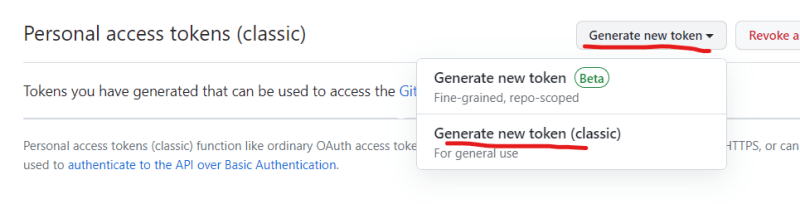 Personal access tokens (classic)
Generate new token
Revoke a
Generate new token Beta
Fine-grained, repo-scoped
Tokens you have generated that can be used to access the Git
Generate new token (classic)
For general use
Personal access tokens (classic) function like ordinary OAuth access toke
HTTPS, or can
used to authenticate to the API over Basic Authentication.